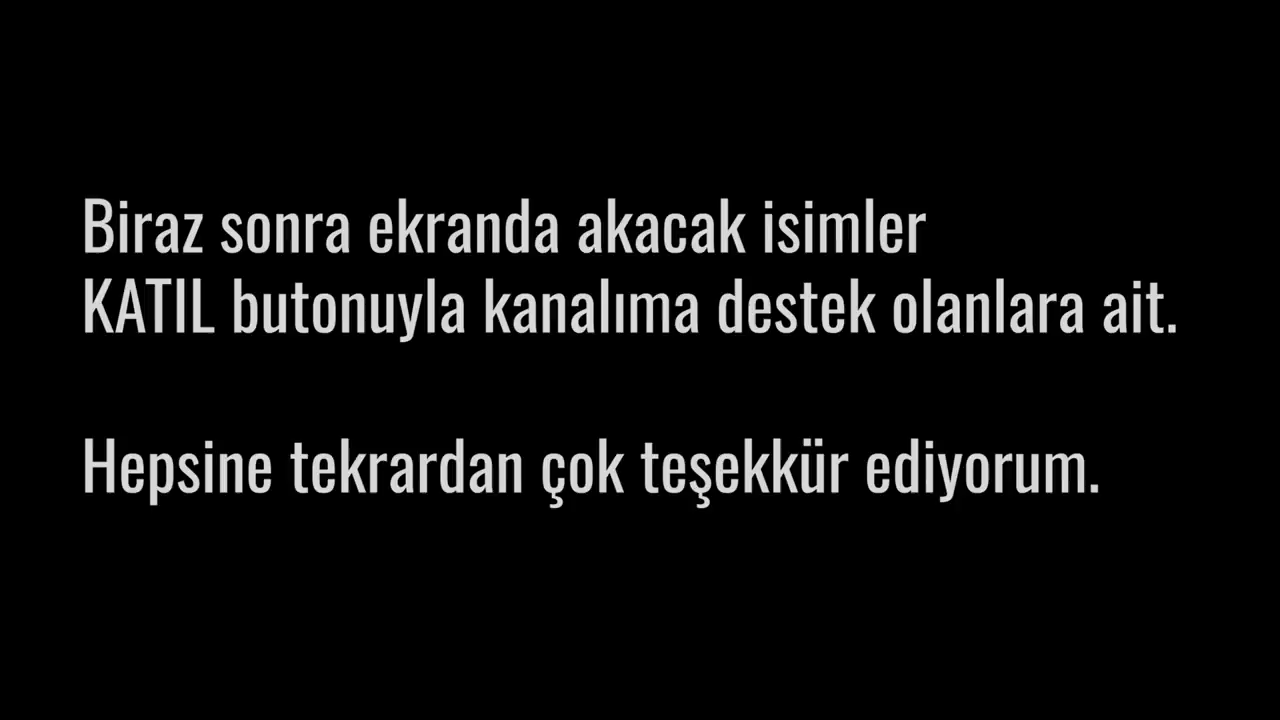 Biraz sonra ekranda akacak isimler
KATIL butonuyla kanalıma destek olanlara ait.
Hepsine tekrardan çok teşekkür ediyorum.